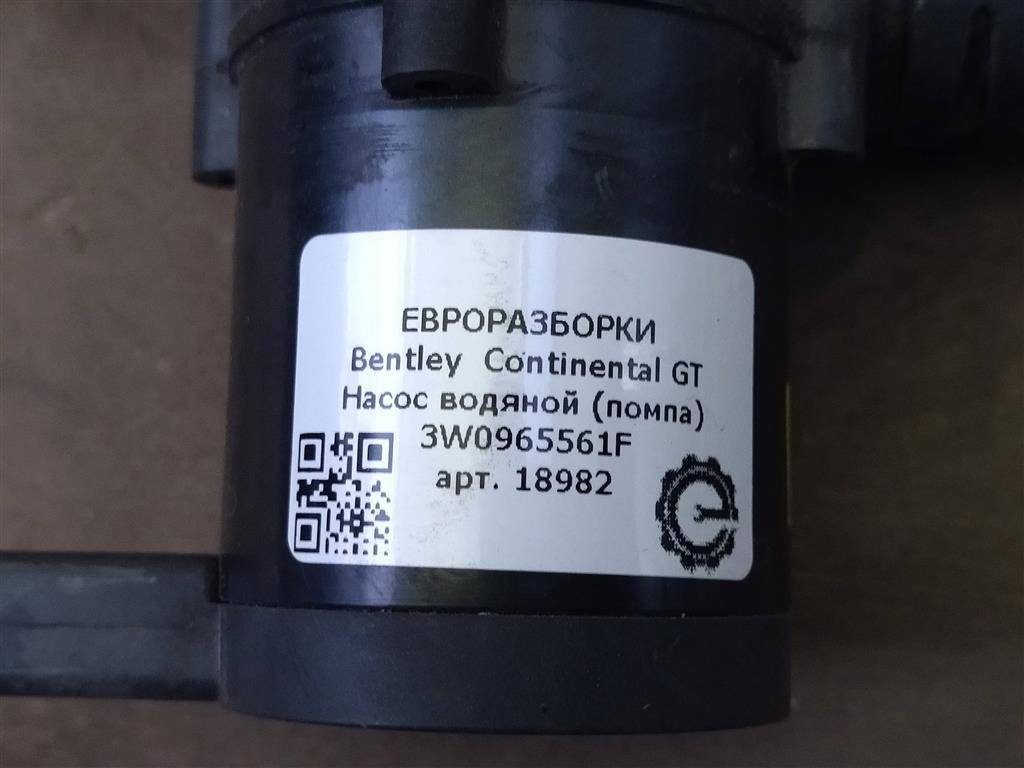 ЕВРОРАЗБОРКИ
Bentley Continental GT
Насос водяной (помпа)
3W0965561F
арт. 18982